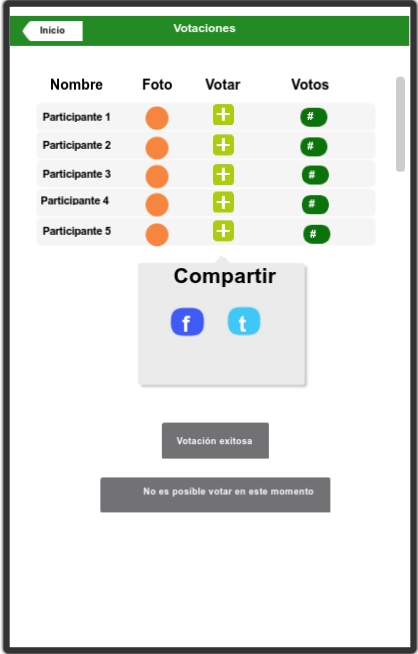 Inicio
Votaciones
Nombre Foto Votar Votos
Participante 1 #
Participante 2 #
Participante 3 #
Participante 4 #
Participante 5 #
Compartir
f t
Votación exitosa
No es posible votar en este momento